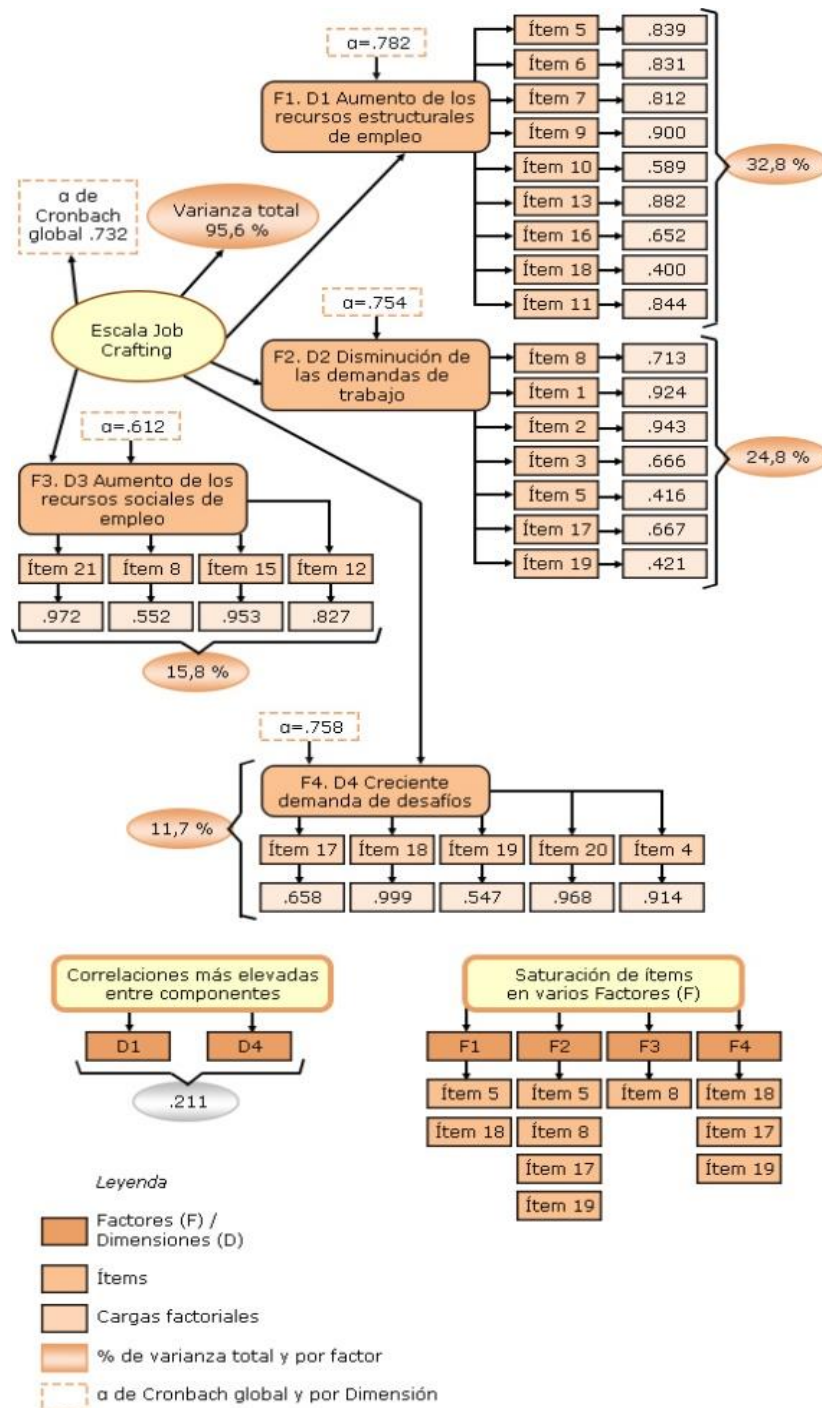 α=.782
F1. D1 Aumento de los
recursos estructurales
de empleo
Ítem 5 .839
Ítem 6 .831
Ítem 7 .812
Ítem 9 .900
Ítem 10 .589
Ítem 13 .882
Ítem 16 .652
Ítem 18 .400
Ítem 11 .844
32,8 %
α de
Cronbach
global .732
Varianza total
95,6 %
Escala Job
Crafting
α=.754
F2. D2 Disminución de
las demandas de
trabajo
Ítem 8 .713
Ítem 1 .924
Ítem 2 .943
Ítem 3 .666
Ítem 5 .416
Ítem 17 .667
Ítem 19 .421
24,8 %
α=.612
F3. D3 Aumento de los
recursos sociales de
empleo
Ítem 21 Ítem 8 Ítem 15 Ítem 12
.972 .552 .953 .827
15,8 %
α=.758
F4. D4 Creciente
demanda de desafíos
11,7 %
Ítem 17 Ítem 18 Ítem 19 Ítem 20 Ítem 4
.658 .999 .547 .968 .914
Correlaciones más elevadas
entre componentes
D1 D4
.211
Saturación de ítems
en varios Factores (F)
F1 F2 F3 F4
Ítem 5 Ítem 5 Ítem 8 Ítem 18
Ítem 18 Ítem 8 Ítem 17
Ítem 17 Ítem 19
Ítem 19
Leyenda
Factores (F) /
Dimensiones (D)
Ítems
Cargas factoriales
% de varianza total y por factor
α de Cronbach global y por Dimensión